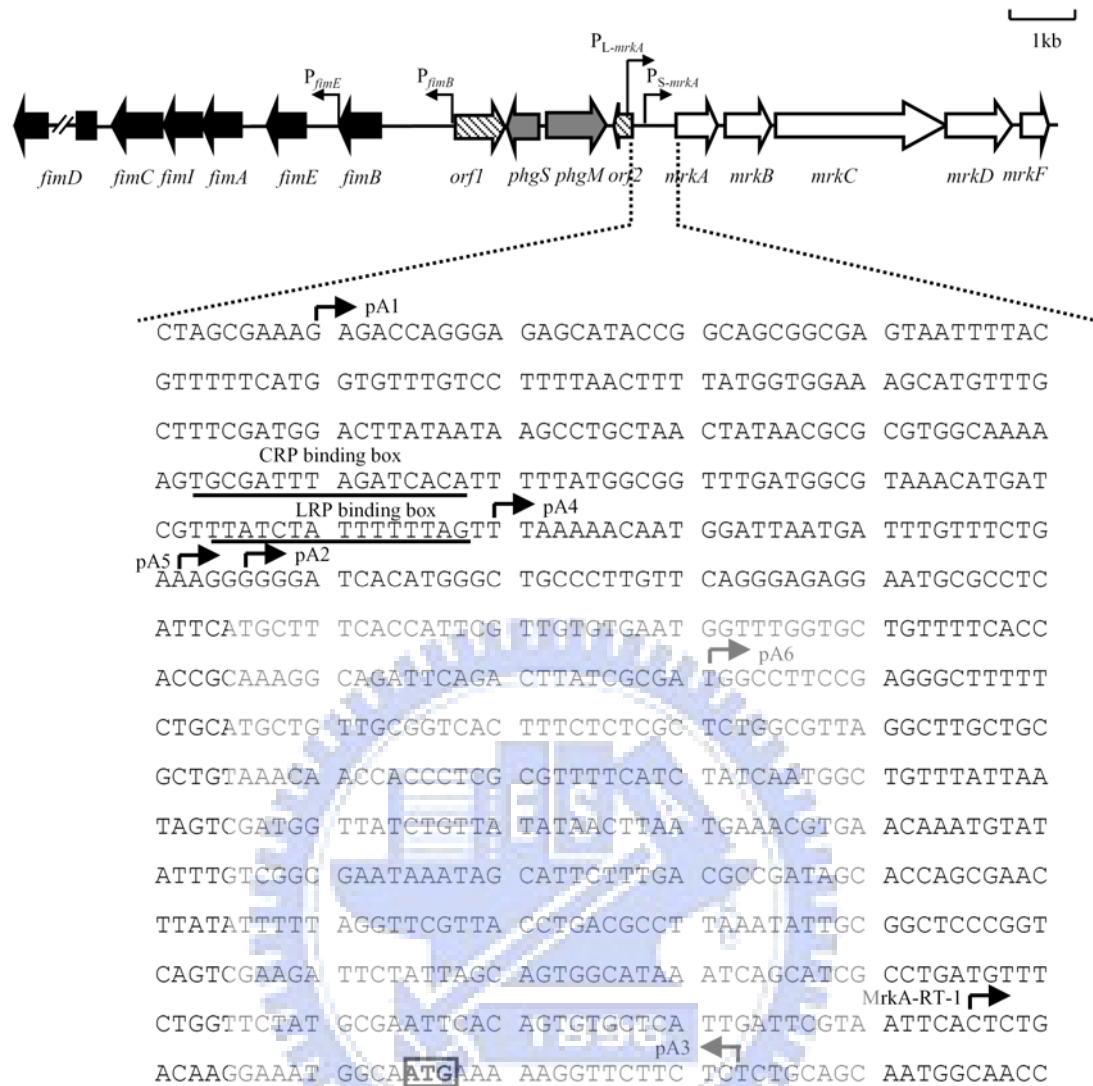 1kb
P fimE P fimB P L-mrkA P S-mrkA
fimD fimC fimI fimA fimE fimB orf1 phgS phgM orf2 mrkA mrkB mrkC mrkD mrkF
pA1
CTAGCGAAAG AGACCAGGGA GAGCATACCG GCAGCGGCGA GTAATTTTAC
GTTTTTCATG GTGTTTGTCC TTTTAACTTT TATGGTGGAA AGCATGTTTG
CTTTCGATGG ACTTATAATA AGCCTGCTAA CTATAACGCG CGTGGCAAAA
CRP binding box
AGTGCGATTT AGATCACATT TTTATGGCGG TTTGATGGCG TAAACATGAT
LRP binding box pA4
CGTTTATCTA TTTTTTAGTT TAAAAACAAT GGATTAATGA TTTGTTTCTG
pA5 pA2
AAAGGGGGGA TCACATGGGC TGCCCTTGTT CAGGGAGAGG AATGCGCCTC
ATTCATGCTT TCACCATTCG TTGTGTGAAT GGTTTGGTGC TGTTTTCACC
pA6
ACCGCAAAGG CAGATTCAGA CTTATCGCGA TGGCCTTCCG AGGGCTTTTT
CTGCATGCTG TTGCGGTCAC TTTCTCTCGC TCTGGCGTTA GGCTTGCTGC
GCTGTAAACA ACCACCCTCG CGTTTTCATC TATCAATGGC TGTTTATTAA
TAGTCGATGG TTATCTGTTA TATAACTTAA TGAAACGTGA ACAAATGTAT
ATTTGTCGGC GAATAAATAG CATTCTTTGA CGCCGATAGC ACCAGCGAAC
TTATATTTTT AGGTTCGTTA CCTGACGCCT TAAATATTGC GGCTCCCGGT
CAGTCGAAGA TTCTATTAGC AGTGGCATAA ATCAGCATCG CCTGATGTTT
MrkA-RT-1
CTGGTTCTAT GCGAATTCAC AGTGTGCTCA TTGATTCGTA ATTCACTCTG
pA3
ACAAGGAAAT GGCAATGAAA AAGGTTCTTC TCTCTGCAGC AATGGCAACC
ES
1896